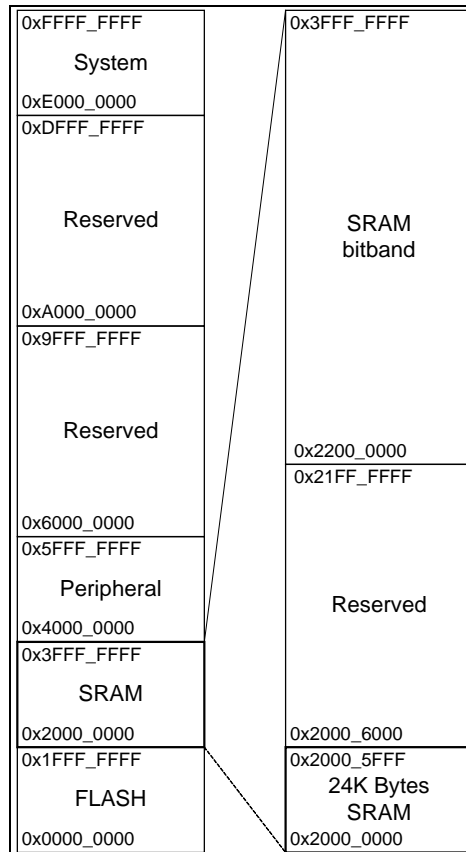 0xFFFF_FFFF
System
0xE000_0000
0xDFFF_FFFF
Reserved
0xA000_0000
0x9FFF_FFFF
Reserved
0x6000_0000
0x5FFF_FFFF
Peripheral
0x4000_0000
0x3FFF_FFFF
SRAM
0x2000_0000
0x1FFF_FFFF
FLASH
0x0000_0000
0x3FFF_FFFF
SRAM
bitband
0x2200_0000
0x21FF_FFFF
Reserved
0x2000_6000
0x2000_5FFF
24K Bytes
SRAM
0x2000_0000